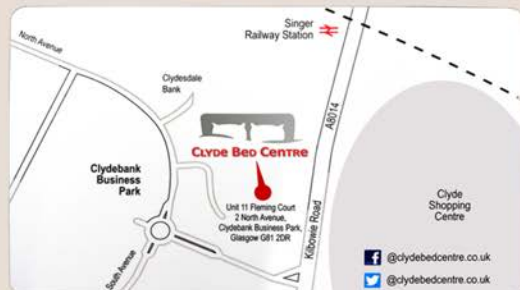 Singer
Railway Station
North Avenue
Clydesdale
Bank
A8014
CLYDE BED CENTRE
Clydebank
Business
Park
Unit 11 Fleming Court
2 North Avenue,
Clydebank Business Park,
Glasgow G81 2DR
Kilbowie Road
Clyde
Shopping
Centre
South Avenue
@clydebedcentre.co.uk
@clydebedcentre.co.uk